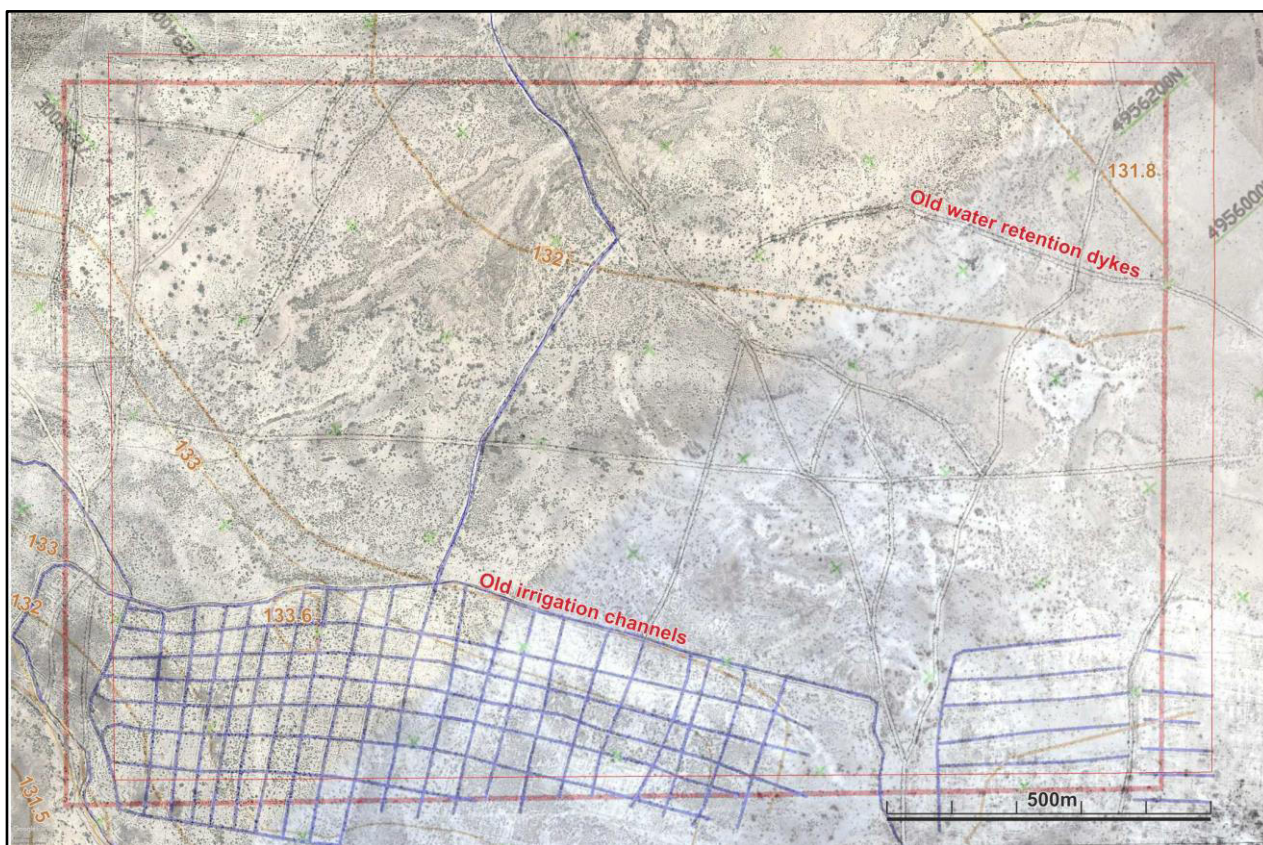 4956200N
131.8
Old water retention dykes
4956000N
132
133
133
Old irrigation channels
132
133.6
131.5
500m